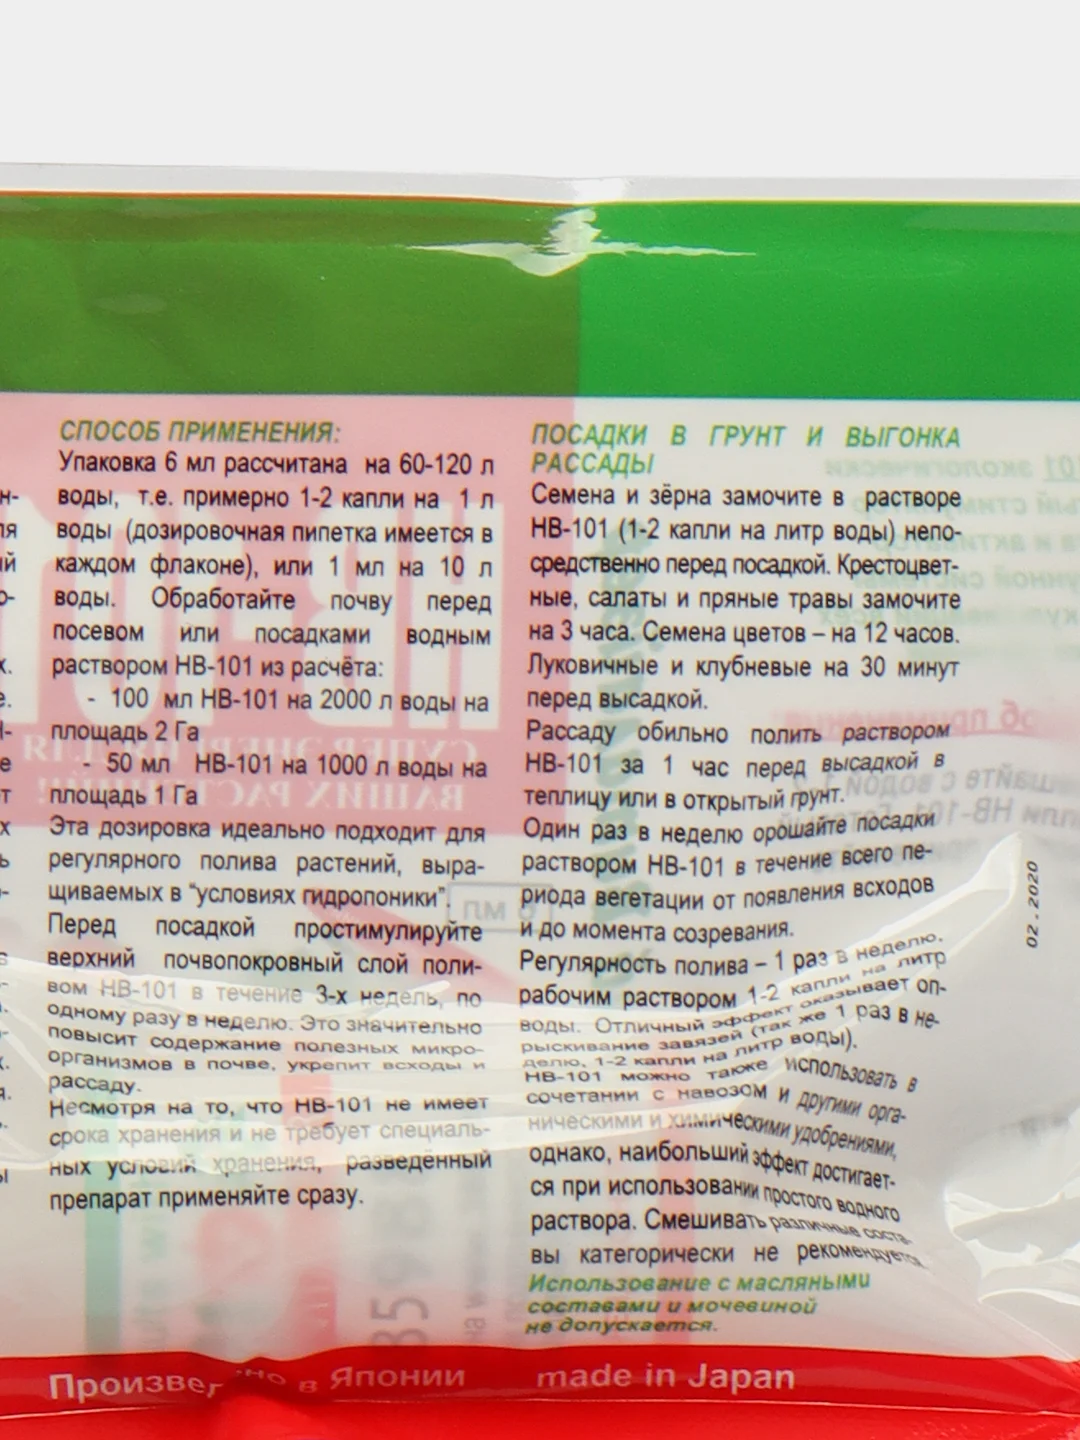 СПОСОБ ПРИМЕНЕНИЯ:
Упаковка 6 мл рассчитана на 60-120 л
воды, т.е. примерно 1-2 капли на 1 л
воды (дозировочная пипетка имеется в
каждом флаконе), или 1 мл на 10 л
воды. Обработайте почву перед
посевом или посадками водным
раствором НВ-101 из расчёта:
- 100 мл НВ-101 на 2000 л воды на
площадь 2 Га
- 50 мл НВ-101 на 1000 л воды на
площадь 1 Га
Эта дозировка идеально подходит для
регулярного полива растений, выра-
щиваемых в “условиях гидропоники”.
Перед посадкой простимулируйте
верхний почвопокровный слой поли-
вом НВ-101 в течение 3-х недель, по
одному разу в неделю. Это значительно
повысит содержание полезных микро-
организмов в почве, укрепит всходы и
рассаду.
Несмотря на то, что НВ-101 не имеет
срока хранения и не требует специаль-
ных условий хранения, разведённый
препарат применяйте сразу.
ПОСАДКИ В ГРУНТ И ВЫГОНКА
РАССАДЫ
Семена и зёрна замочите в растворе
НВ-101 (1-2 капли на литр воды) непо-
средственно перед посадкой. Крестоцвет-
ные, салаты и пряные травы замочите
на 3 часа. Семена цветов – на 12 часов.
Луковичные и клубневые на 30 минут
перед высадкой.
Рассаду обильно полить раствором
НВ-101 за 1 час перед высадкой в
теплицу или в открытый грунт.
Один раз в неделю орошайте посадки
раствором НВ-101 в течение всего пе-
риода вегетации от появления всходов
и до момента созревания.
Регулярность полива – 1 раз в неделю.
рабочим раствором 1-2 капли на литр
воды. Отличный эффект оказывает оп-
рыскивание завязей (так же 1 раз в не-
делю, 1-2 капли на литр воды).
НВ-101 можно также использовать в
сочетании с навозом и другими орга-
ническими и химическими удобрениями,
однако, наибольший эффект достигает-
ся при использовании простого водного
раствора. Смешивать различные соста-
вы категорически не рекомендуется.
Использование с масляными
составами и мочевиной
не допускается.
02.2020
Произведено в Японии made in Japan